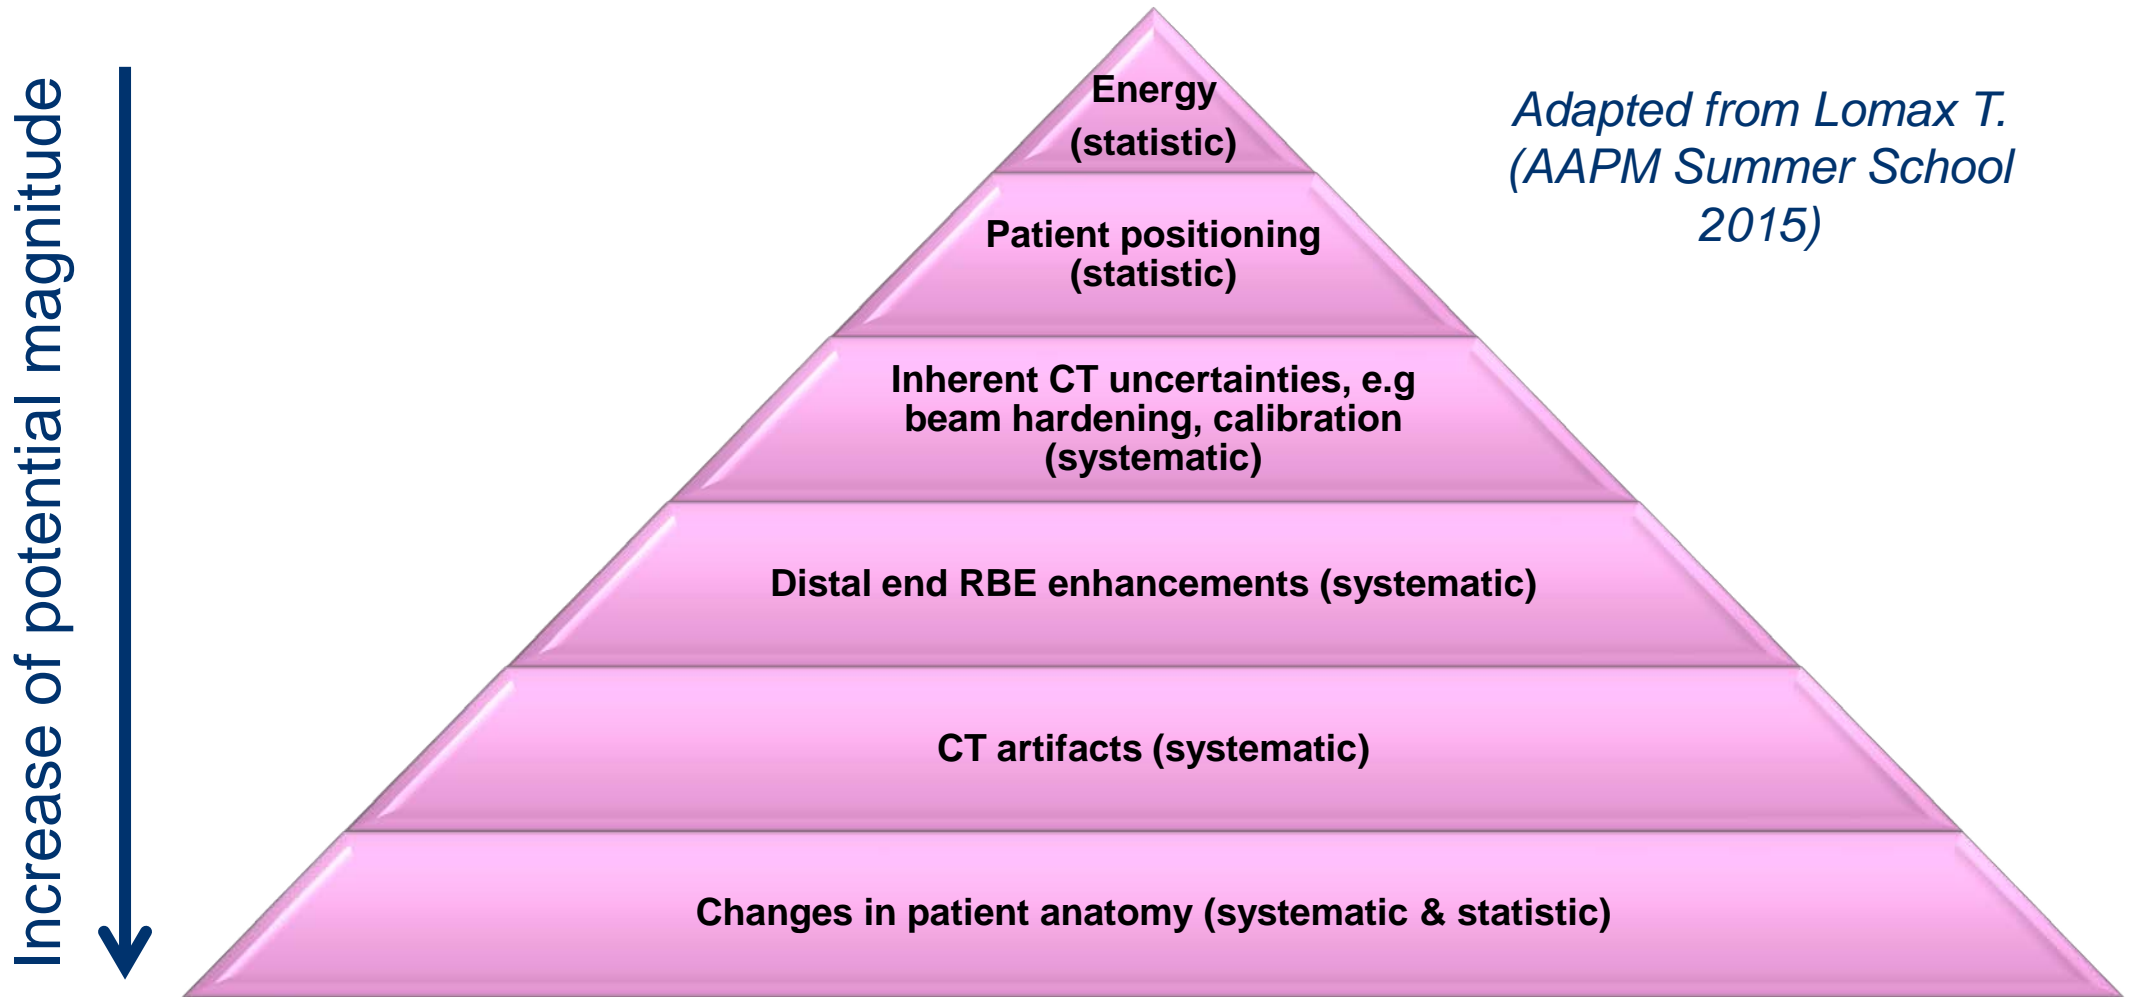 Increase of potential magnitude
Energy
(statistic)
Adapted from Lomax T.
(AAPM Summer School
2015)
Patient positioning
(statistic)
Inherent CT uncertainties, e.g
beam hardening, calibration
(systematic)
Distal end RBE enhancements (systematic)
CT artifacts (systematic)
Changes in patient anatomy (systematic & statistic)